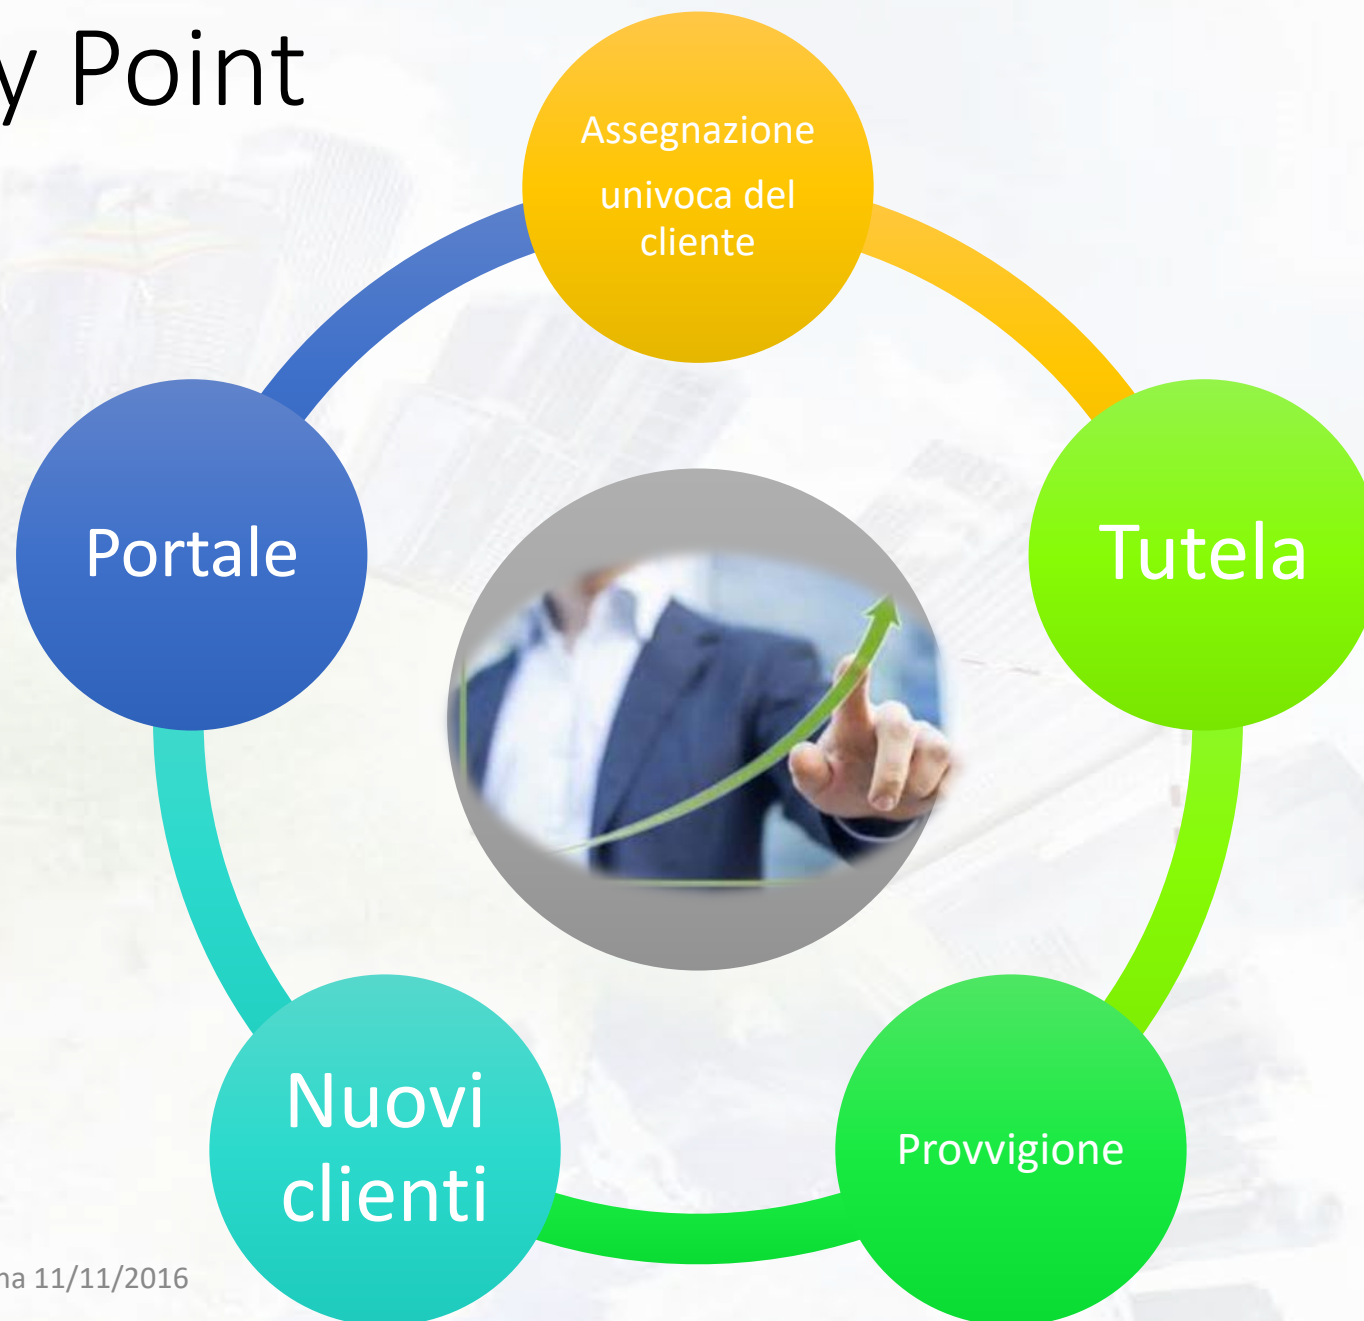 y Point
Assegnazione
univoca del
cliente
Tutela
Provvigione
Nuovi
clienti
Portale
na 11/11/2016